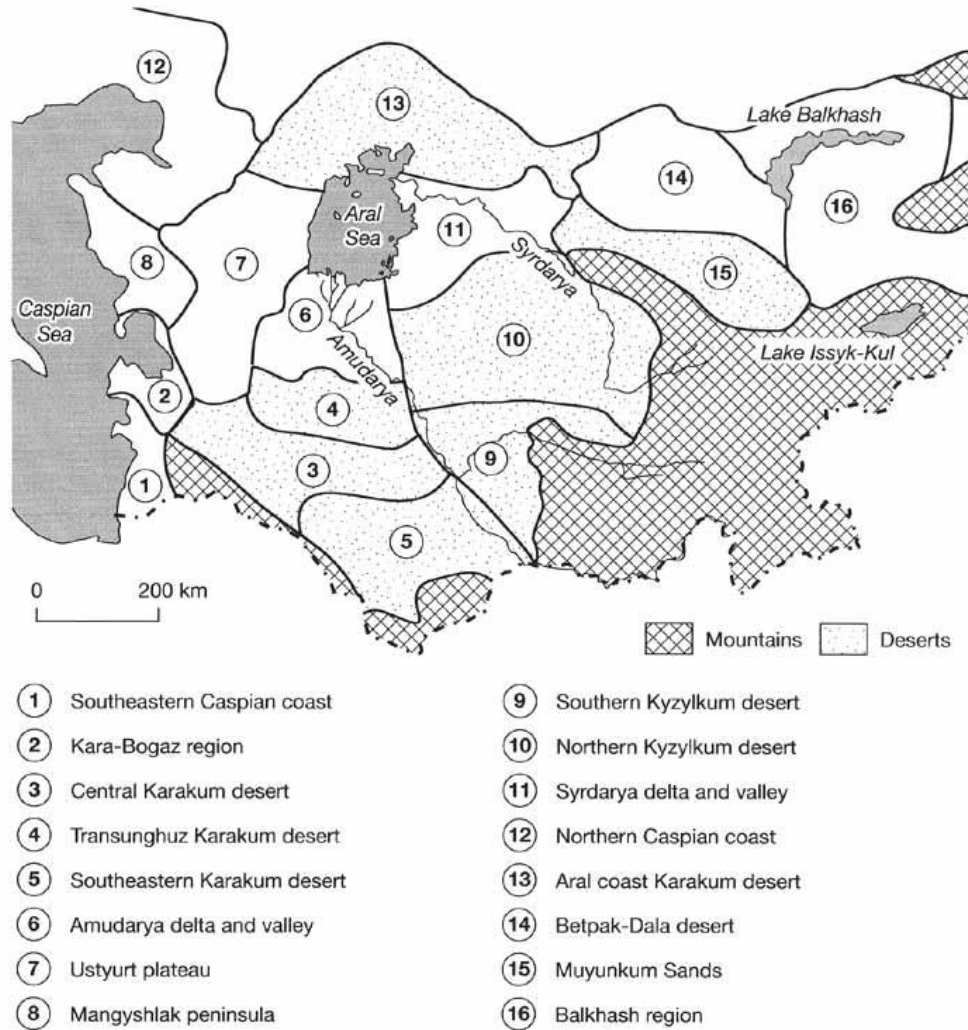 12
13
Lake Balkhash
14
16
Aral
Sea
11
Syrdarya
8
7
15
Caspian
Sea
6
10
Lake Issyk-Kul
Amudarya
2
4
3
9
1
5
0 200 km
Mountains Deserts
1 Southeastern Caspian coast
2 Kara-Bogaz region
3 Central Karakum desert
4 Transunghuz Karakum desert
5 Southeastern Karakum desert
6 Amudarya delta and valley
7 Ustyurt plateau
8 Mangyshlak peninsula
9 Southern Kyzylkum desert
10 Northern Kyzylkum desert
11 Syrdarya delta and valley
12 Northern Caspian coast
13 Aral coast Karakum desert
14 Betpak-Dala desert
15 Muyunkum Sands
16 Balkhash region